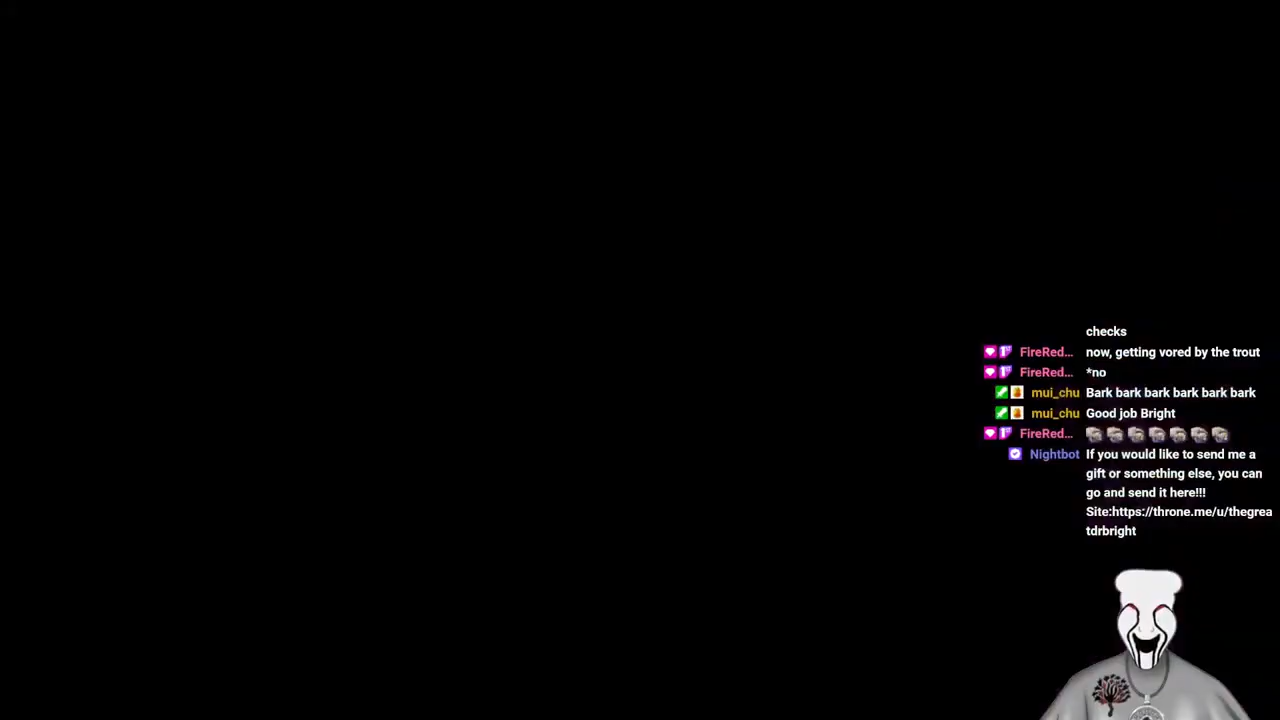 checks
FireRed... now, getting vored by the trout
FireRed... *no
mui_chu Bark bark bark bark bark bark
mui_chu Good job Bright
FireRed...
Nightbot If you would like to send me a
gift or something else, you can
go and send it here!!!
Site:https://throne.me/u/thegrea
tdrbright